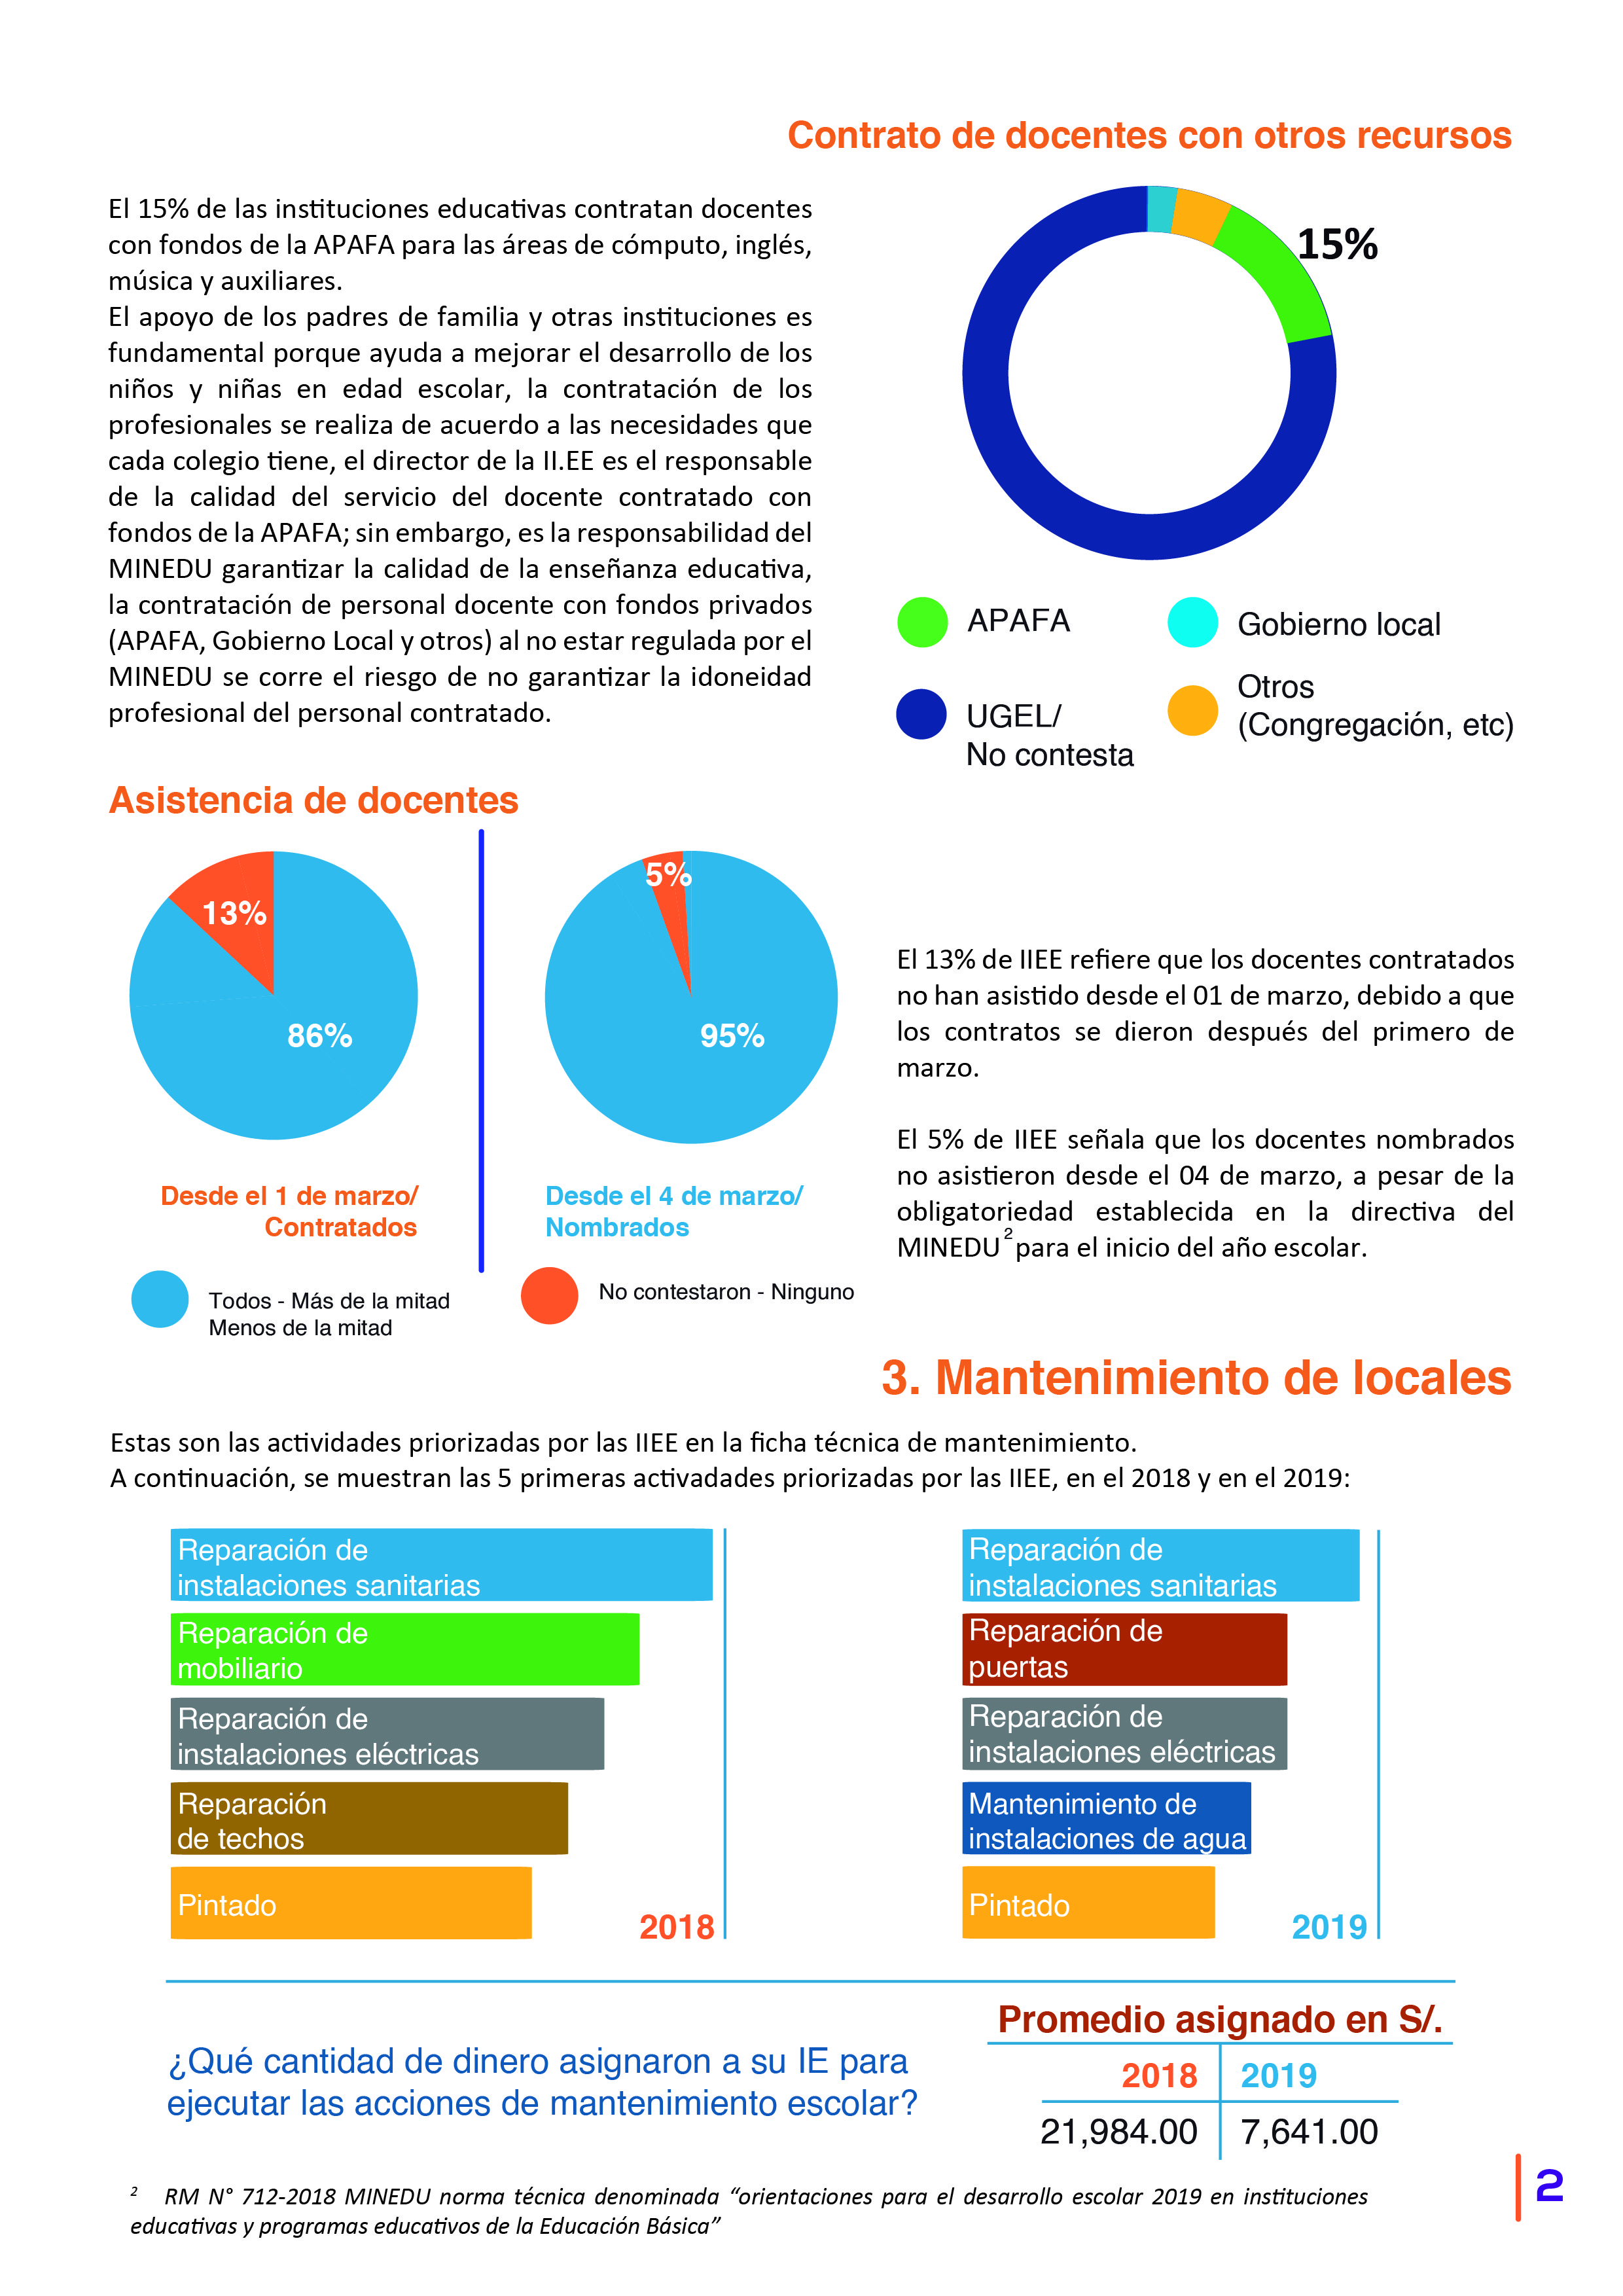 Contrato de docentes con otros recursos
El 15% de las instituciones educativas contratan docentes
con fondos de la APAFA para las áreas de cómputo, inglés,
música y auxiliares.
El apoyo de los padres de familia y otras instituciones es
fundamental porque ayuda a mejorar el desarrollo de los
niños y niñas en edad escolar, la contratación de los
profesionales se realiza de acuerdo a las necesidades que
cada colegio tiene, el director de la II.EE es el responsable
de la calidad del servicio del docente contratado con
fondos de la APAFA; sin embargo, es la responsabilidad del
MINEDU garantizar la calidad de la enseñanza educativa,
la contratación de personal docente con fondos privados
(APAFA, Gobierno Local y otros) al no estar regulada por el
MINEDU se corre el riesgo de no garantizar la idoneidad
profesional del personal contratado.
15%
APAFA
Gobierno local
UGEL/
No contesta
Otros
(Congregación, etc)
Asistencia de docentes
13%
86%
5%
95%
Desde el 1 de marzo/
Contratados
Desde el 4 de marzo/
Nombrados
Todos - Más de la mitad
Menos de la mitad
No contestaron - Ninguno
El 13% de IIEE refiere que los docentes contratados
no han asistido desde el 01 de marzo, debido a que
los contratos se dieron después del primero de
marzo.
El 5% de IIEE señala que los docentes nombrados
no asistieron desde el 04 de marzo, a pesar de la
obligatoriedad establecida en la directiva del
MINEDU 2 para el inicio del año escolar.
3. Mantenimiento de locales
Estas son las actividades priorizadas por las IIEE en la ficha técnica de mantenimiento.
A continuación, se muestran las 5 primeras activadades priorizadas por las IIEE, en el 2018 y en el 2019:
Reparación de
instalaciones sanitarias
Reparación de
mobiliario
Reparación de
instalaciones eléctricas
Reparación
de techos
Pintado
2018
Reparación de
instalaciones sanitarias
Reparación de
puertas
Reparación de
instalaciones eléctricas
Mantenimiento de
instalaciones de agua
Pintado
2019
¿Qué cantidad de dinero asignaron a su IE para
ejecutar las acciones de mantenimiento escolar?
Promedio asignado en S/.
2018 2019
21,984.00 7,641.00
2 RM N° 712-2018 MINEDU norma técnica denominada “orientaciones para el desarrollo escolar 2019 en instituciones
educativas y programas educativos de la Educación Básica”
2